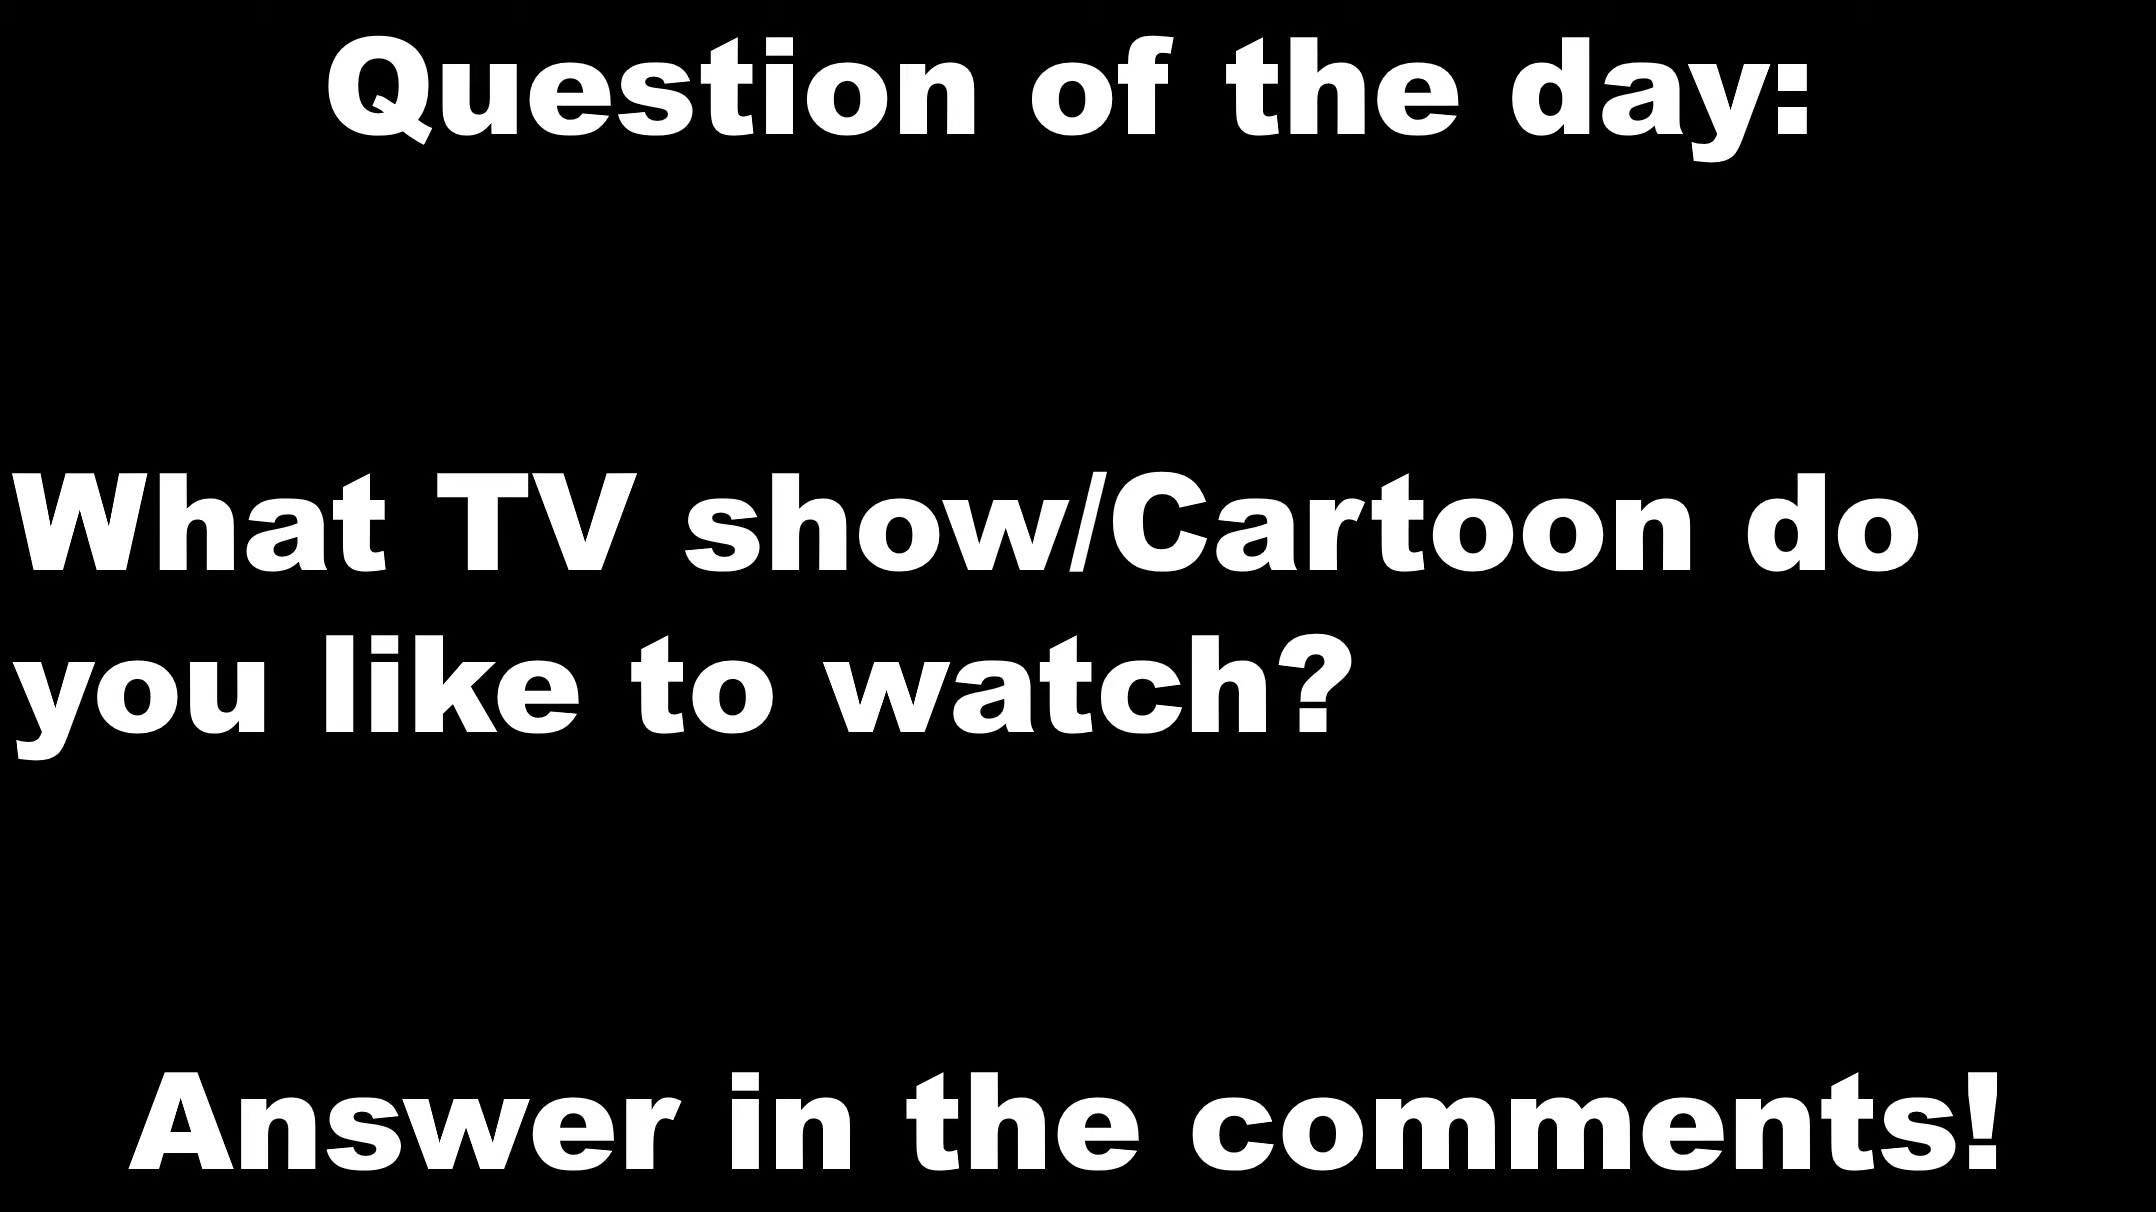 Question of the day:
What TV show/Cartoon do
you like to watch?
Answer in the comments!